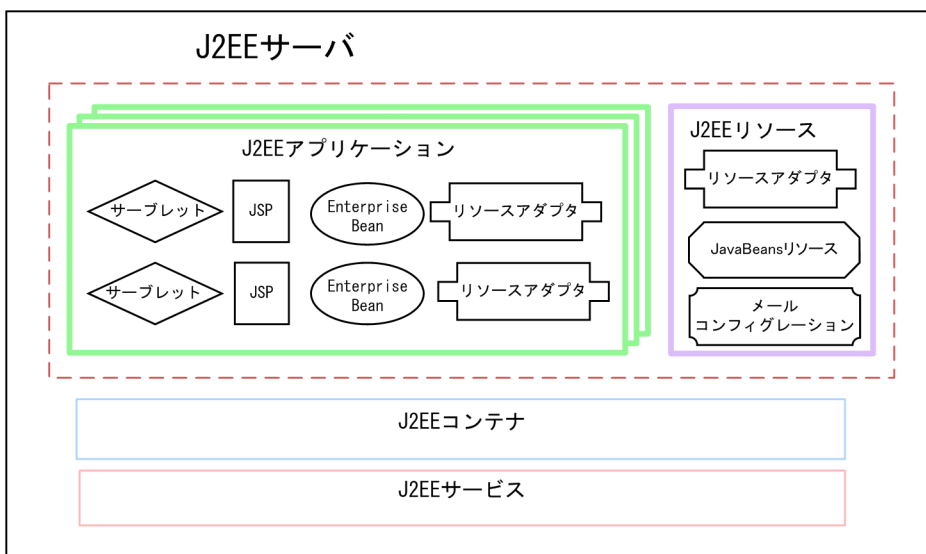 J2EEサーバ
J2EEアプリケーション
サーブレット
JSP
Enterprise
Bean
リソースアダプタ
サーブレット
JSP
Enterprise
Bean
リソースアダプタ
J2EEリソース
リソースアダプタ
JavaBeansリソース
メール
コンフィグレーション
J2EEコンテナ
J2EEサービス